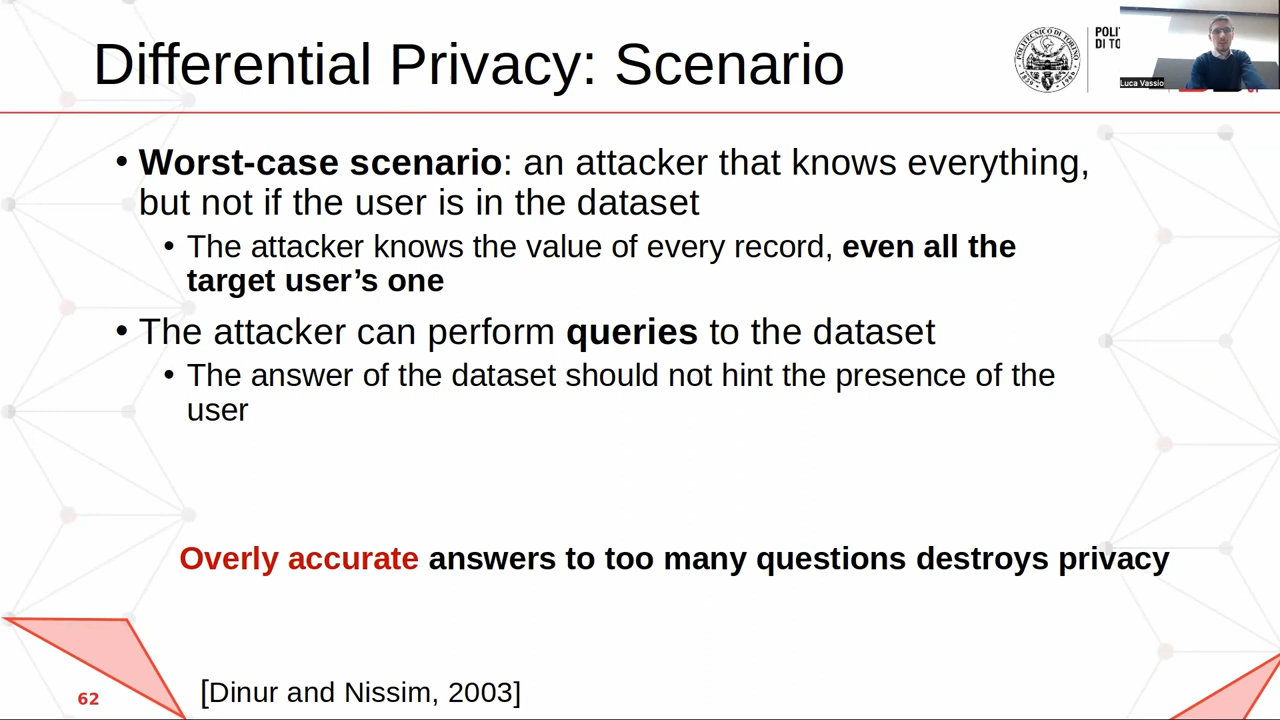 Differential Privacy: Scenario
POLI
DI TO
Luca Vassio
• Worst-case scenario: an attacker that knows everything,
but not if the user is in the dataset
• The attacker knows the value of every record, even all the
target user’s one
• The attacker can perform queries to the dataset
• The answer of the dataset should not hint the presence of the
user
Overly accurate answers to too many questions destroys privacy
62
[Dinur and Nissim, 2003]